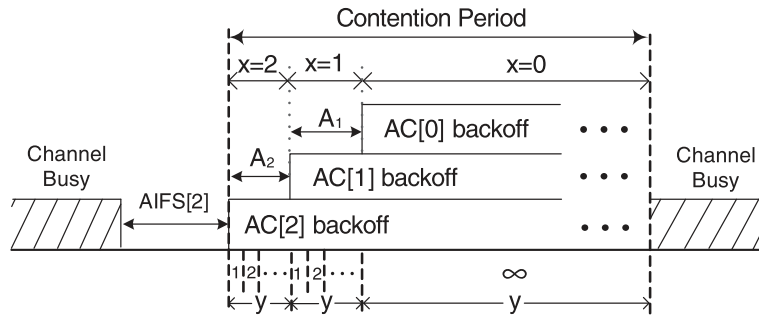 Contention Period
x=2 x=1 x=0
A₁ AC[0] backoff • • •
Channel Busy A₂ AC[1] backoff • • • Channel Busy
AIFS[2] AC[2] backoff • • •
1 2 ··· 1 2 ··· ∞
y y y